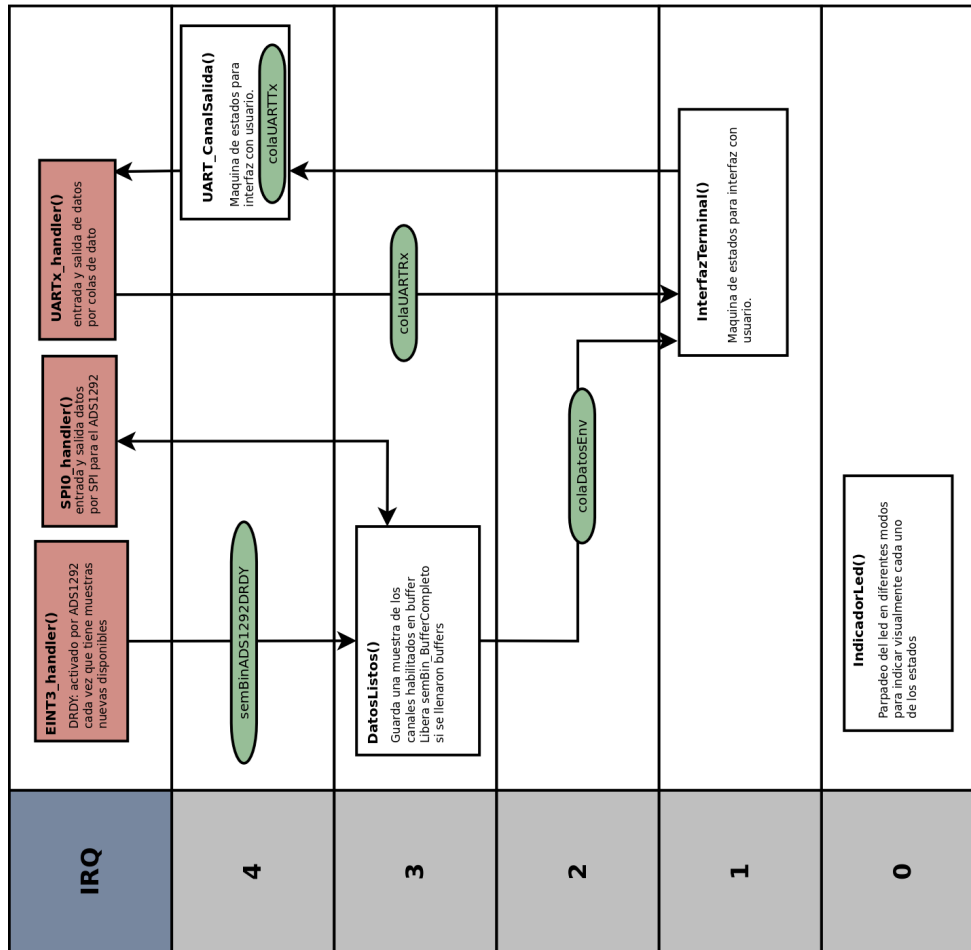 IRQ
EINT3_handler()
DRDY: activado por ADS1292
cada vez que tiene muestras
nuevas disponibles
SPI0_handler()
entrada y salida datos
por SPI para el ADS1292
UARTx_handler()
entrada y salida de datos
por colas de dato
4
semBinADS1292DRDY
UART_CanalSalida()
Maquina de estados para
interfaz con usuario.
colaUARTTx
3
DatosListos()
Guarda una muestra de los
canales habilitados en buffer
Libera semBin_BufferCompleto
si se llenaron buffers
colaUARTRx
2
colaDatosEnv
1
InterfazTerminal()
Maquina de estados para interfaz con
usuario.
0
IndicadorLed()
Parpadeo del led en diferentes modos
para indicar visualmente cada uno
de los estados